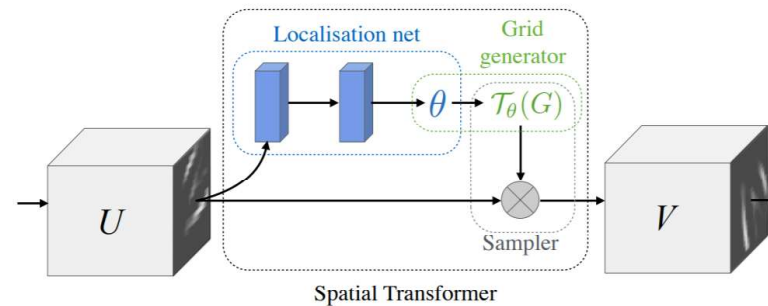 Localisation net
Grid
generator
θ
𝒯θ(G)
U
V
Sampler
Spatial Transformer